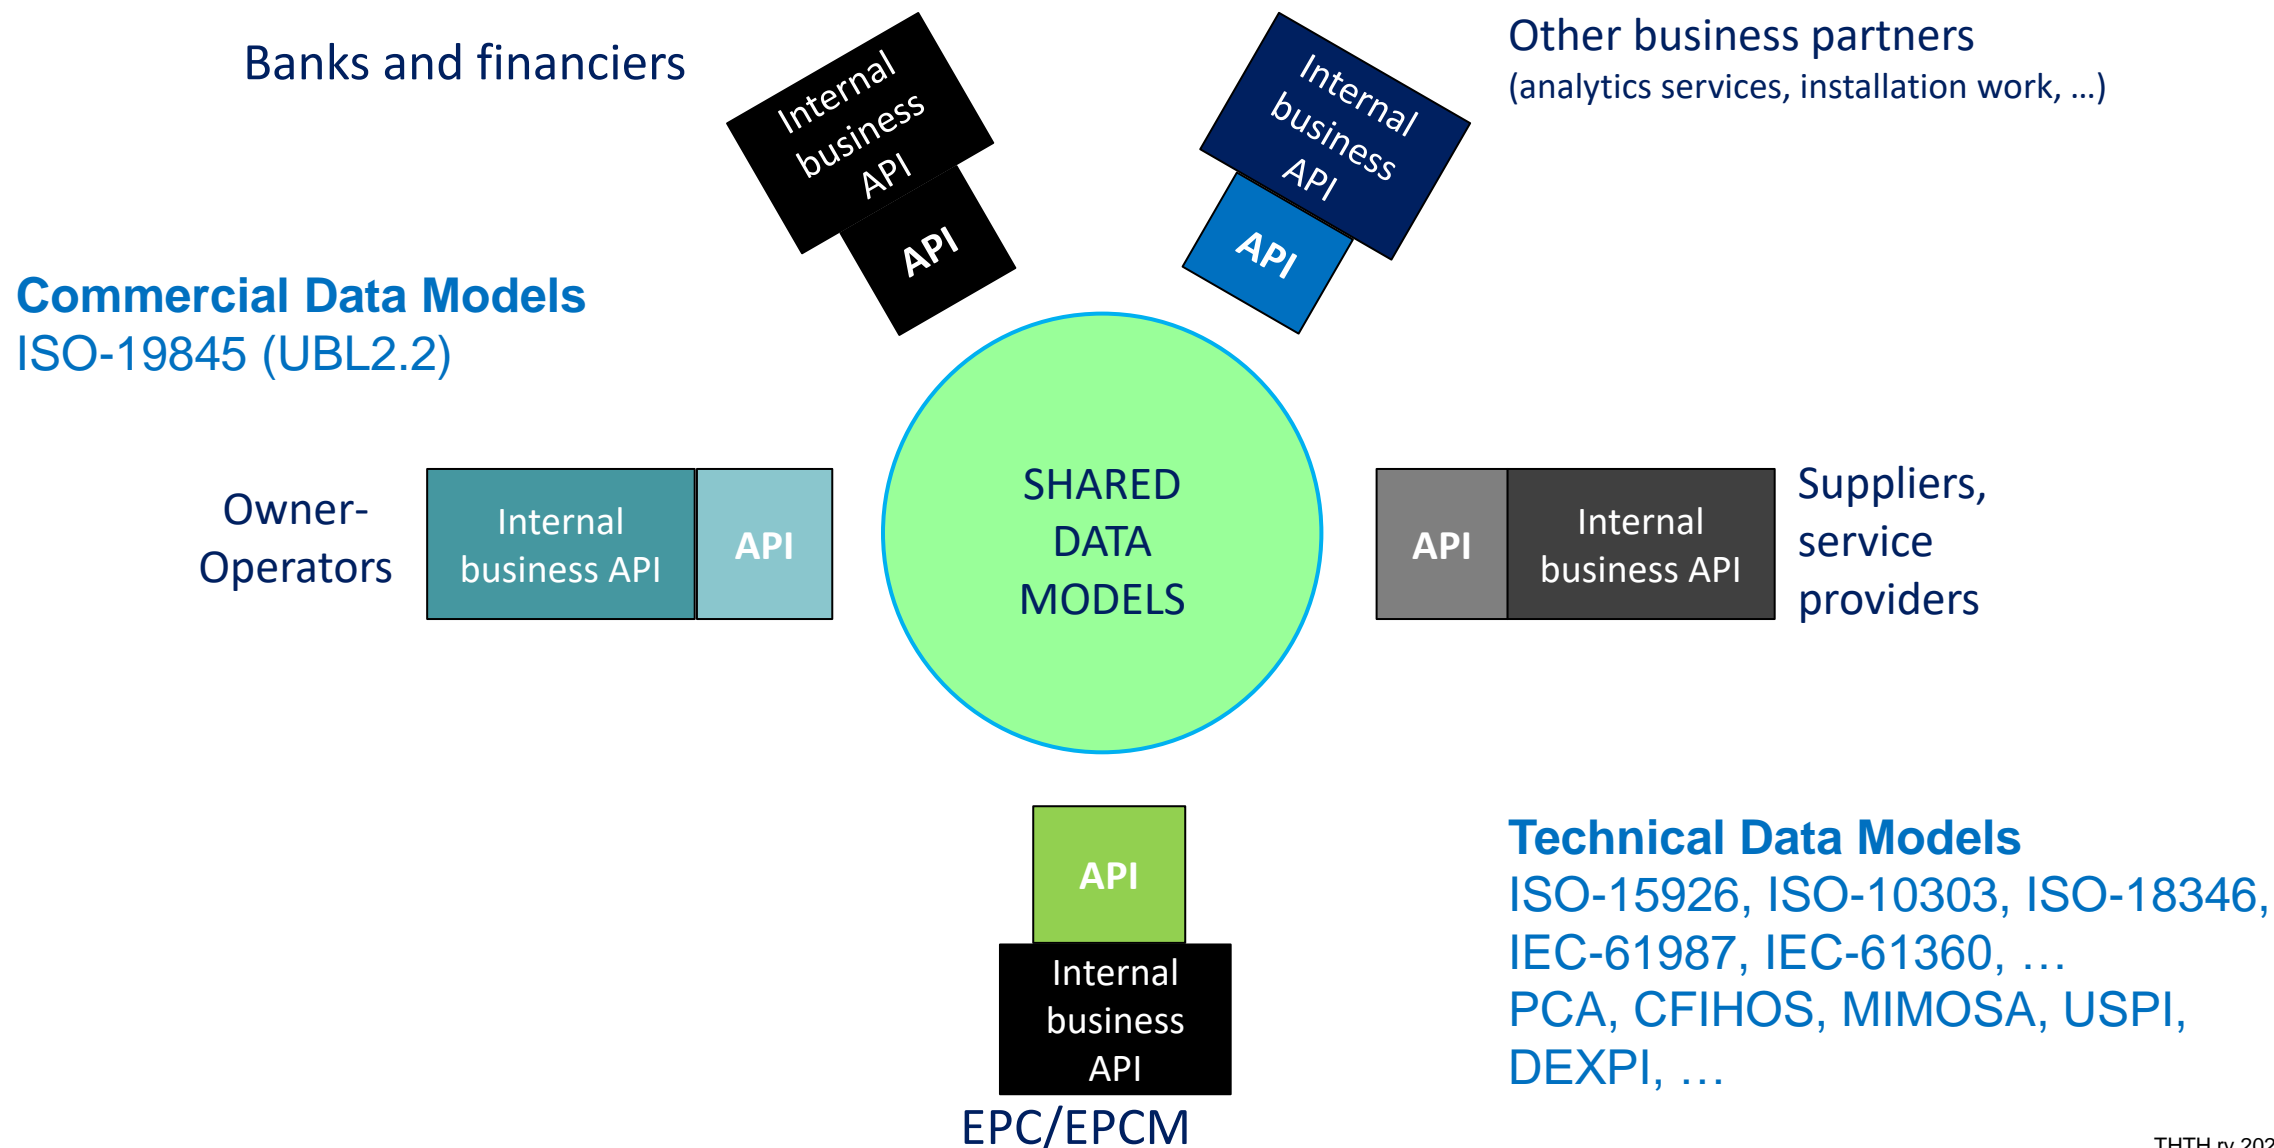 Banks and financiers
Internal
business
API
API
Internal
business
API
API
Other business partners
(analytics services, installation work, …)
Commercial Data Models
ISO-19845 (UBL2.2)
Owner-
Operators
Internal
business API
API
SHARED
DATA
MODELS
API
Internal
business API
Suppliers,
service
providers
API
Internal
business
API
EPC/EPCM
Technical Data Models
ISO-15926, ISO-10303, ISO-18346,
IEC-61987, IEC-61360, …
PCA, CFIHOS, MIMOSA, USPI,
DEXPI, …
THTH rv 202